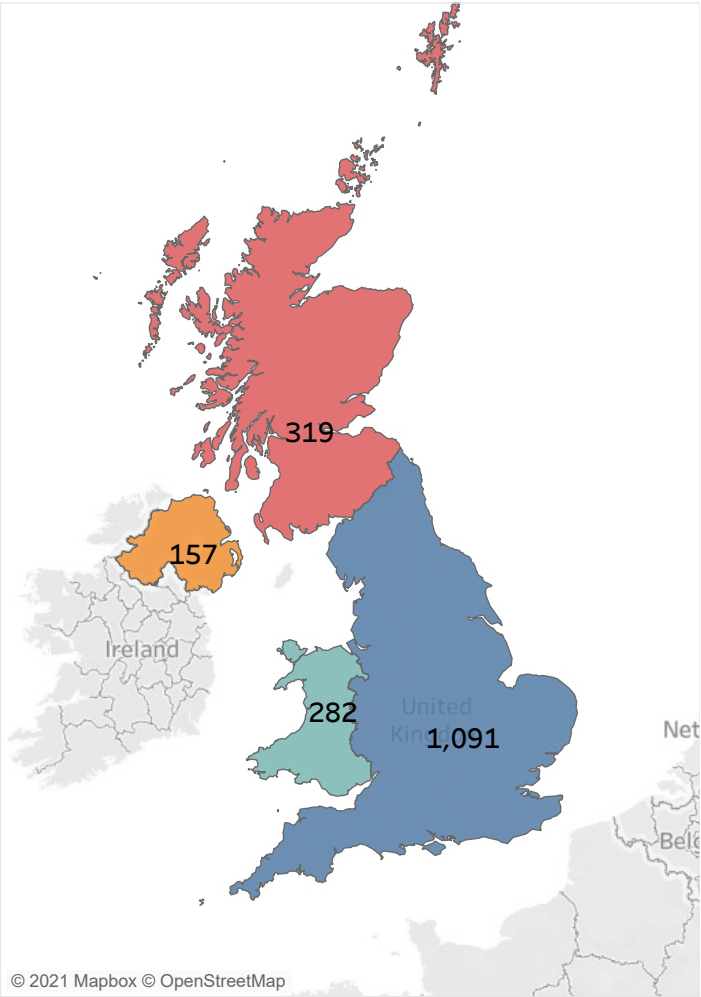 319
157
Ireland
282
United
Kingdom
1,091
Net
Belg
© 2021 Mapbox © OpenStreetMap